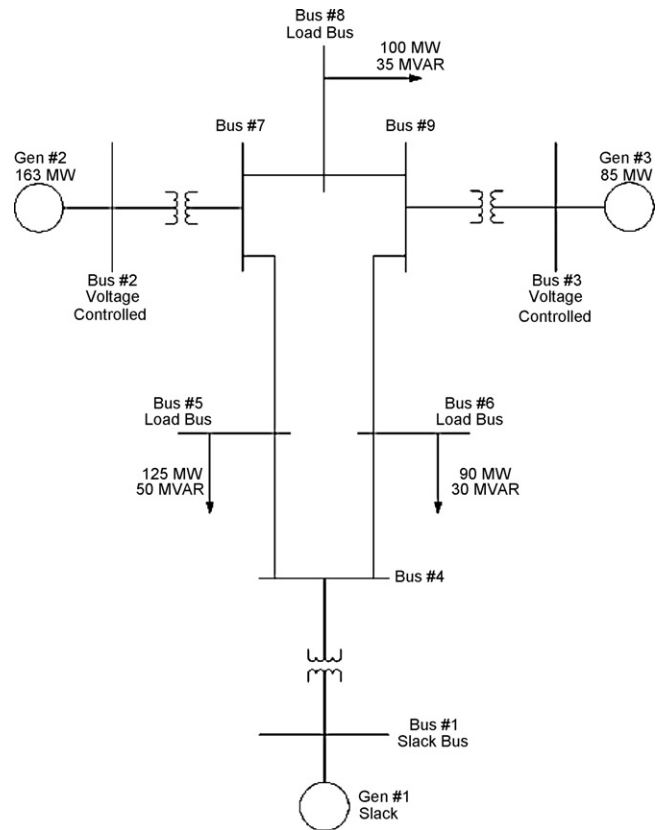 Bus #8
Load Bus
100 MW
35 MVAR
Bus #7
Bus #9
Gen #2
163 MW
Gen #3
85 MW
Bus #2
Voltage
Controlled
Bus #3
Voltage
Controlled
Bus #5
Load Bus
Bus #6
Load Bus
125 MW
50 MVAR
90 MW
30 MVAR
Bus #4
Bus #1
Slack Bus
Gen #1
Slack